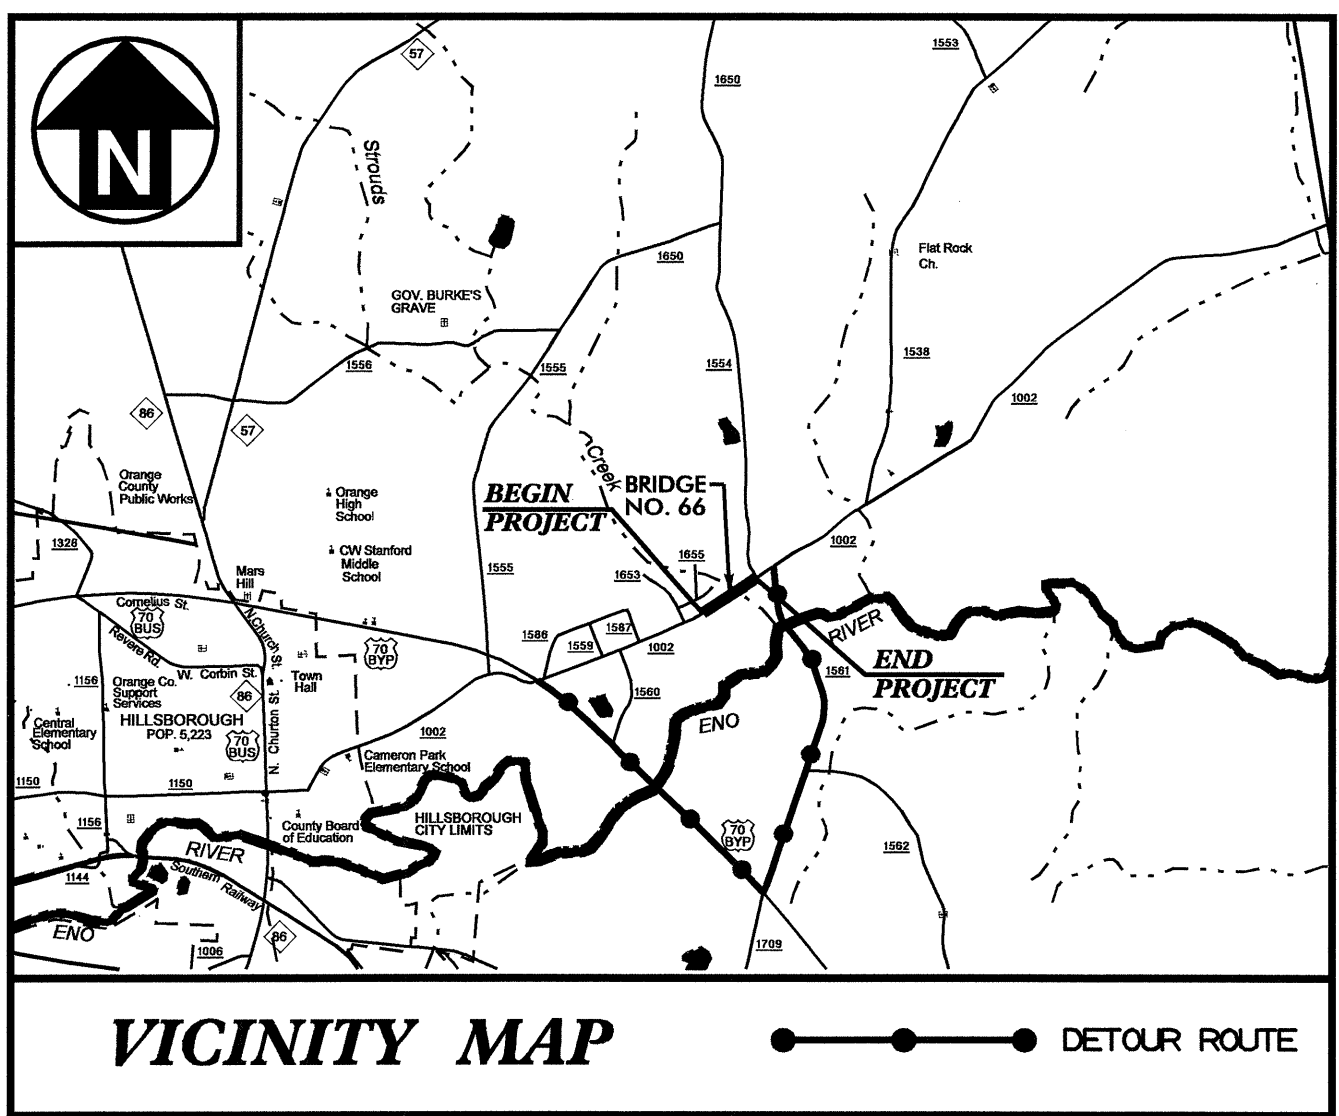 57
1650
1553
N
Strouds
1650
Flat Rock
Ch.
GOV. BURKE'S
GRAVE
1556
1555
1554
1538
1002
86
57
Creek
Orange
County
Public Works
Orange
High
School
BEGIN
PROJECT
BRIDGE
NO. 66
1328
CW Stanford
Middle
School
1555
1655
1653
1002
Mars
Hill
Cornelius St.
70
BUS
Revere Rd.
N.Church St.
70
BYP
1586
1559
1587
1002
RIVER
END
PROJECT
1561
1156
W. Corbin St.
Orange Co.
Support
Services
86
Town
Hall
1560
HILLSBOROUGH
POP. 5,223
Central
Elementary
School
70
BUS
N. Churton St.
1002
ENO
Cameron Park
Elementary School
1150
1150
1156
County Board
of Education
HILLSBOROUGH
CITY LIMITS
70
BYP
1562
RIVER
1144
Southern Railway
ENO
1006
86
1709
VICINITY MAP
DETOUR ROUTE